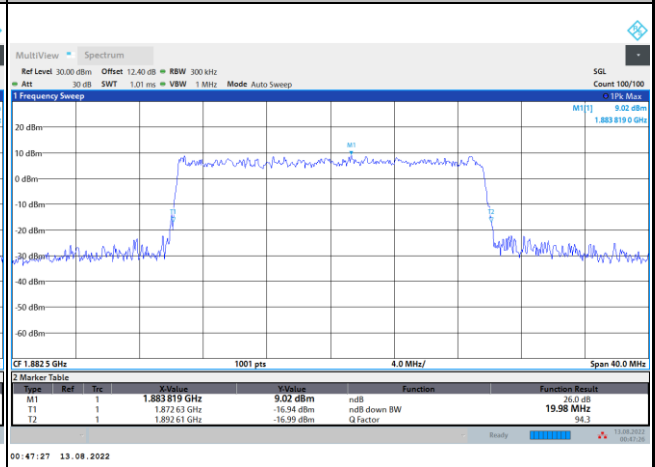 MultiView Spectrum
Ref Level 30.00 dBm Offset 12.40 dB RBW 300 kHz SGL
Att 30 dB SWT 1.01 ms VBW 1 MHz Mode Auto Sweep Count 100/100
1 Frequency Sweep 1Pk Max
M1[1] 9.02 dBm
1.883 819 0 GHz
20 dBm
M1
10 dBm
0 dBm
-10 dBm
T1 T2
-20 dBm
-30 dBm
-40 dBm
-50 dBm
-60 dBm
CF 1.882 5 GHz 1001 pts 4.0 MHz/ Span 40.0 MHz
2 Marker Table
Type Ref Trc X-Value Y-Value Function Function Result
M1 1 1.883 819 GHz 9.02 dBm ndB 26.0 dB
T1 1 1.872 63 GHz -16.94 dBm ndB down BW 19.98 MHz
T2 1 1.892 61 GHz -16.99 dBm Q Factor 94.3
Ready 13.08.2022
00:47:26
00:47:27 13.08.2022